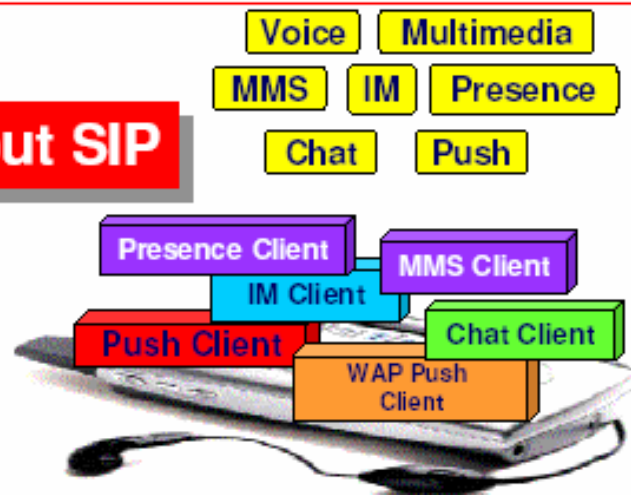 Voice Multimedia
MMS IM Presence
out SIP
Chat Push
Presence Client
MMS Client
IM Client
Chat Client
Push Client
WAP Push
Client